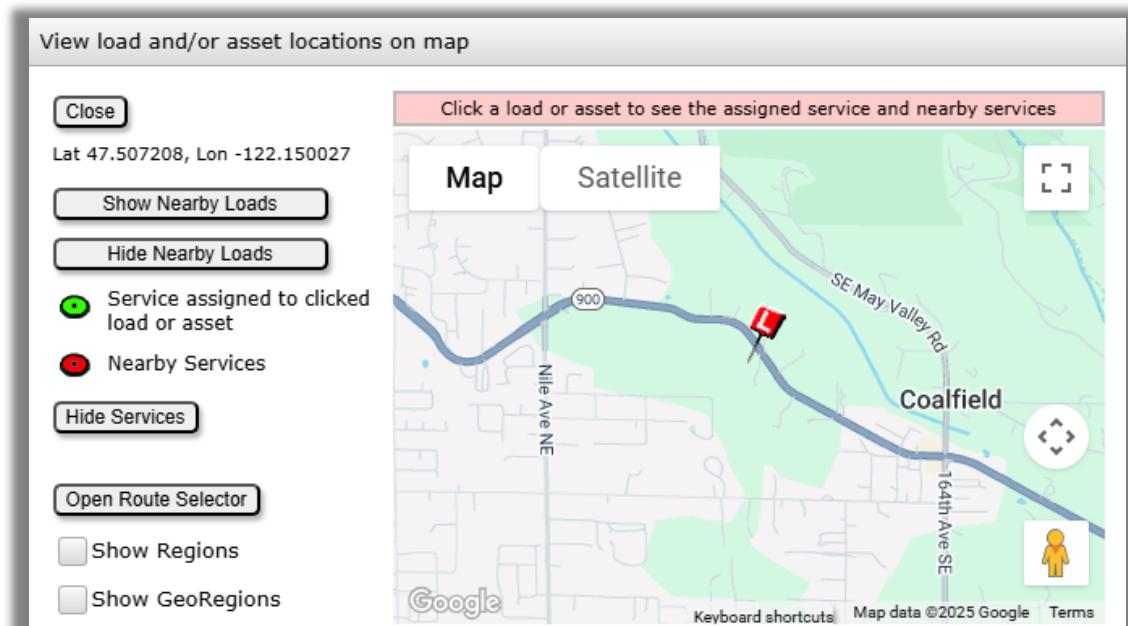 View load and/or asset locations on map
Close
Lat 47.507208, Lon -122.150027
Show Nearby Loads
Hide Nearby Loads
Service assigned to clicked
load or asset
Nearby Services
Hide Services
Open Route Selector
Show Regions
Show GeoRegions
Click a load or asset to see the assigned service and nearby services
Map
Satellite
900
L
SE May Valley Rd
Coalfield
Nile Ave NE
164th Ave SE
Google
Keyboard shortcuts
Map data ©2025 Google
Terms